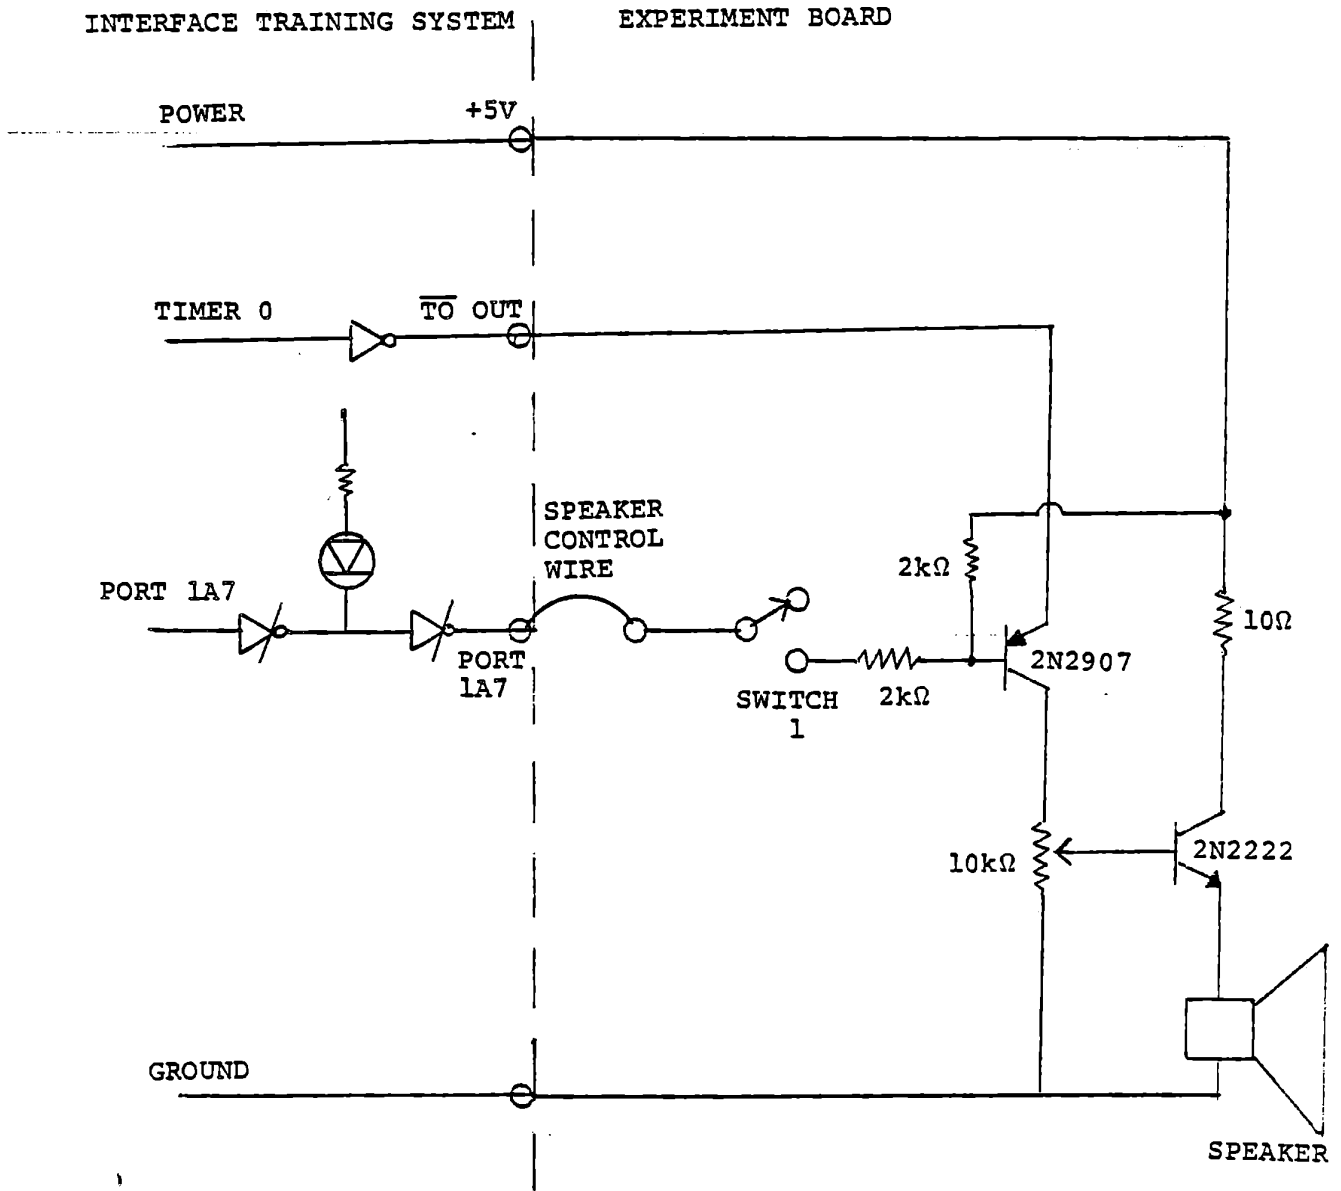 INTERFACE TRAINING SYSTEM
EXPERIMENT BOARD
POWER
+5V
TIMER 0
T0 OUT
SPEAKER
CONTROL
WIRE
PORT 1A7
PORT
1A7
SWITCH
1
2kΩ
2kΩ
2N2907
10Ω
10kΩ
2N2222
GROUND
SPEAKER